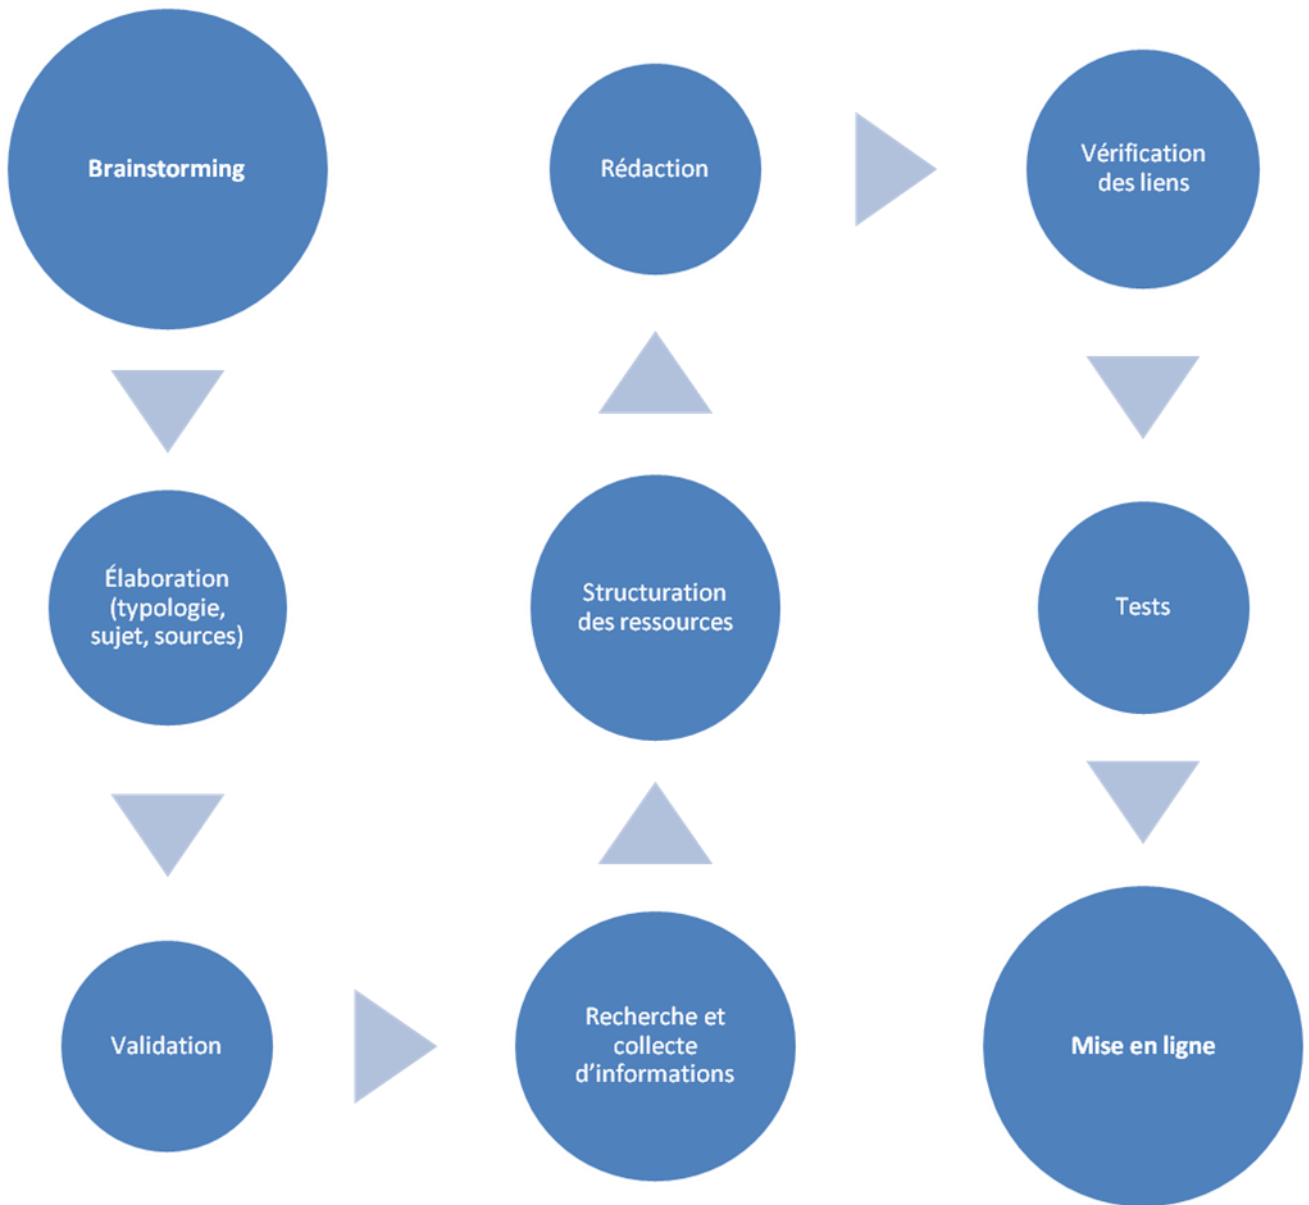 Brainstorming
Élaboration
(typologie,
sujet, sources)
Validation
Recherche et
collecte
d’informations
Structuration
des ressources
Rédaction
Vérification
des liens
Tests
Mise en ligne